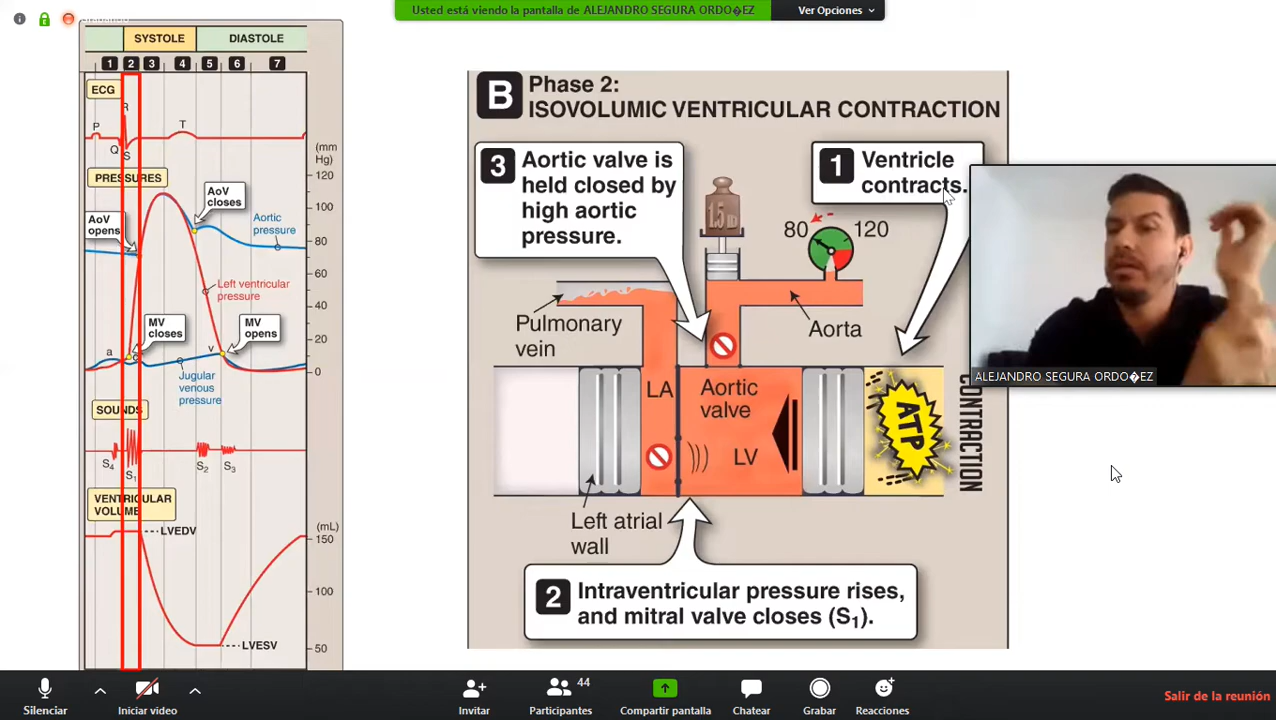 Grabando
Usted está viendo la pantalla de ALEJANDRO SEGURA ORDO�EZ
Ver Opciones
SYSTOLE
DIASTOLE
1 2 3 4 5 6 7
ECG
R
P
T
Q
S
(mm
Hg)
PRESSURES
120
AoV
closes
100
AoV
opens
Aortic
pressure
80
60
Left ventricular
pressure
40
MV
closes
MV
opens
20
a
c
v
0
Jugular
venous
pressure
SOUNDS
S4
S1
S2
S3
VENTRICULAR
VOLUME
(mL)
LVEDV
150
100
LVESV
50
B
Phase 2:
ISOVOLUMIC VENTRICULAR CONTRACTION
3
Aortic valve is
held closed by
high aortic
pressure.
1
Ventricle
contracts.
1.5 lb
80
120
Pulmonary
vein
Aorta
LA
Aortic
valve
LV
ATP
CONTRACTION
Left atrial
wall
2
Intraventricular pressure rises,
and mitral valve closes (S1).
ALEJANDRO SEGURA ORDO�EZ
Silenciar
Iniciar video
Invitar
44
Participantes
Compartir pantalla
Chatear
Grabar
Reacciones
Salir de la reunión